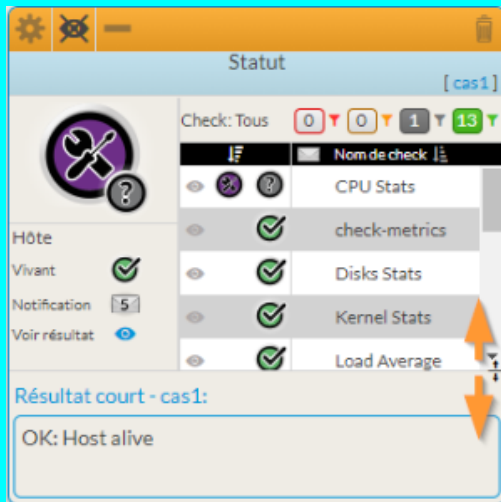 Statut
[cas1]
Check: Tous 0 0 1 13
Nom de check
? CPU Stats
?
check-metrics
Hôte
Vivant
Disks Stats
Notification 5
Kernel Stats
Voir résultat
Load Average
Résultat court - cas1:
OK: Host alive